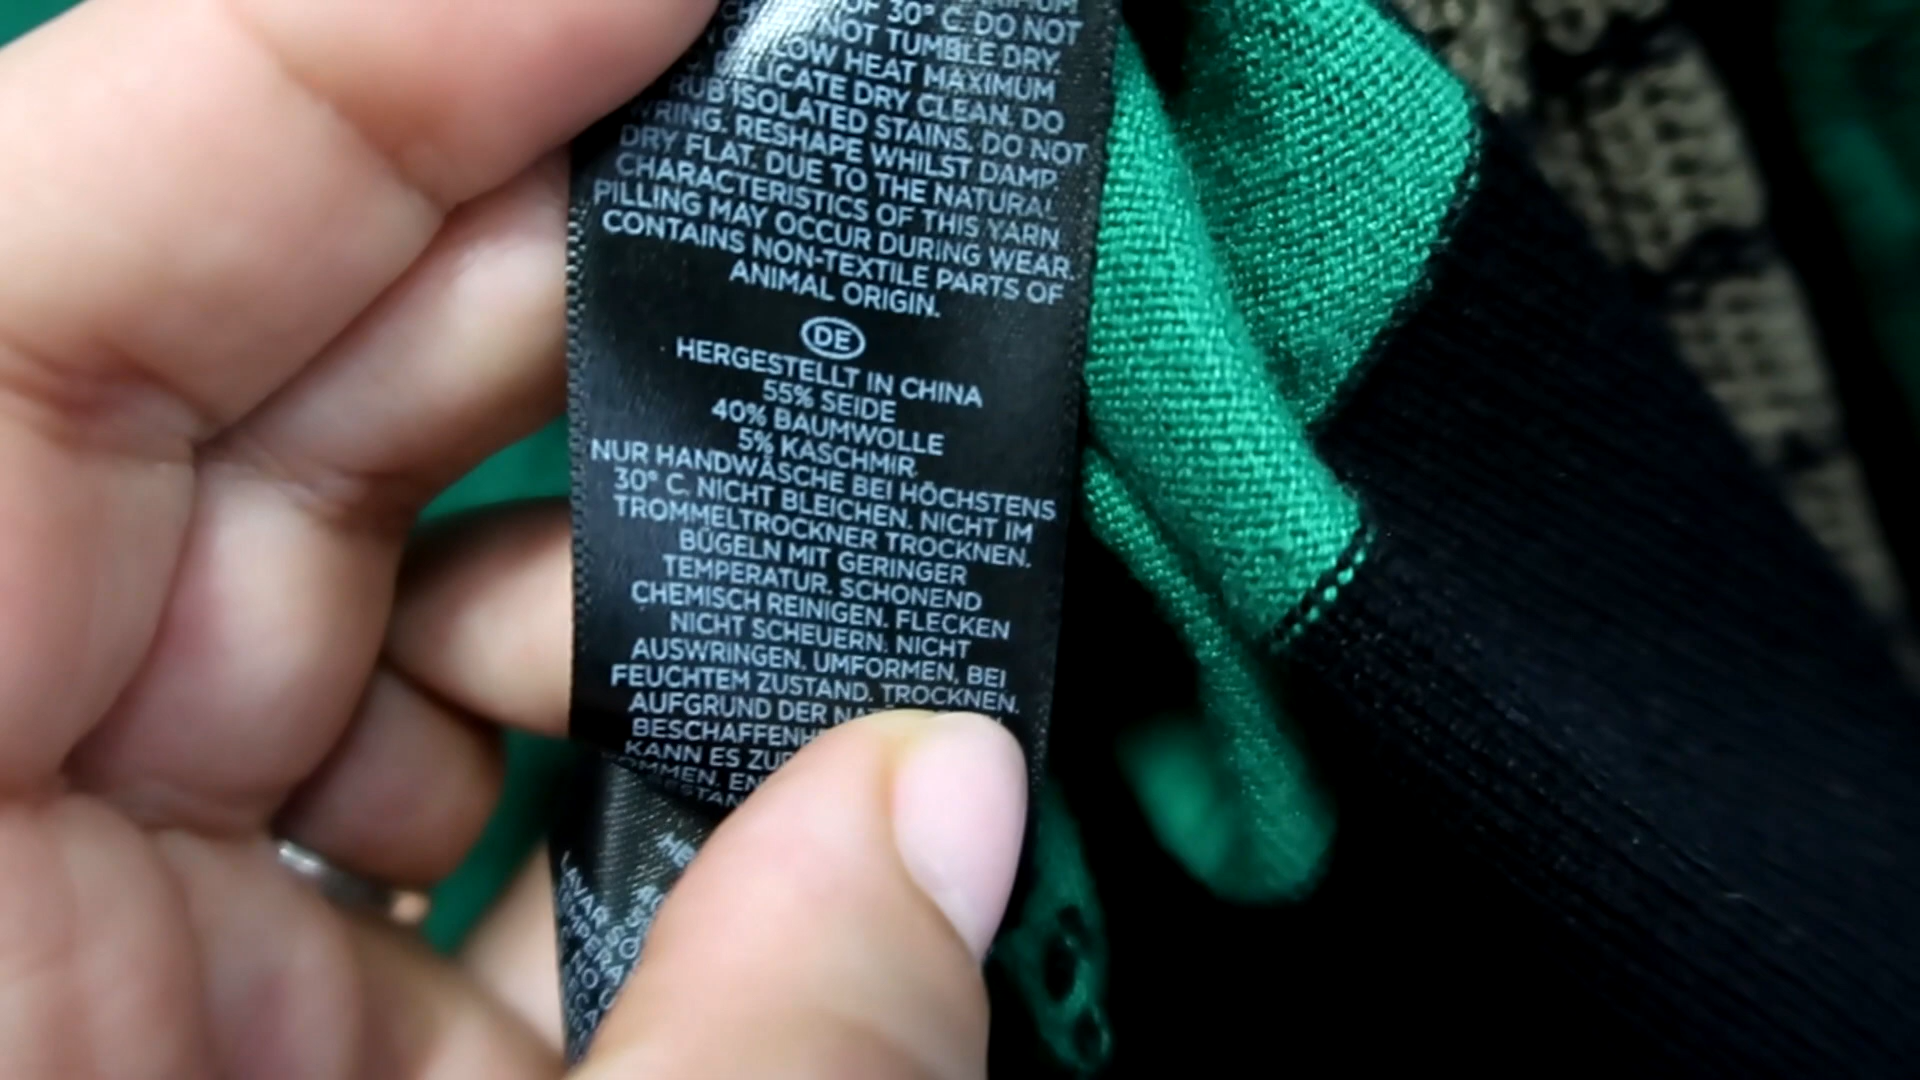 OF 30° C. DO NOT
NOT TUMBLE DRY.
LOW HEAT MAXIMUM
DRY CLEAN. DO
RUB ISOLATED STAINS. DO NOT
WRING. RESHAPE WHILST DAMP.
DRY FLAT. DUE TO THE NATURAL
CHARACTERISTICS OF THIS YARN
PILLING MAY OCCUR DURING WEAR.
CONTAINS NON-TEXTILE PARTS OF
ANIMAL ORIGIN.
DE
HERGESTELLT IN CHINA
55% SEIDE
40% BAUMWOLLE
5% KASCHMIR
NUR HANDWÄSCHE BEI HÖCHSTENS
30° C. NICHT BLEICHEN. NICHT IM
TROMMELTROCKNER TROCKNEN.
BÜGELN MIT GERINGER
TEMPERATUR. SCHONEND
CHEMISCH REINIGEN. FLECKEN
NICHT SCHEUERN. NICHT
AUSWRINGEN. UMFORMEN, BEI
FEUCHTEM ZUSTAND. TROCKNEN.
AUFGRUND DER
KANN ES